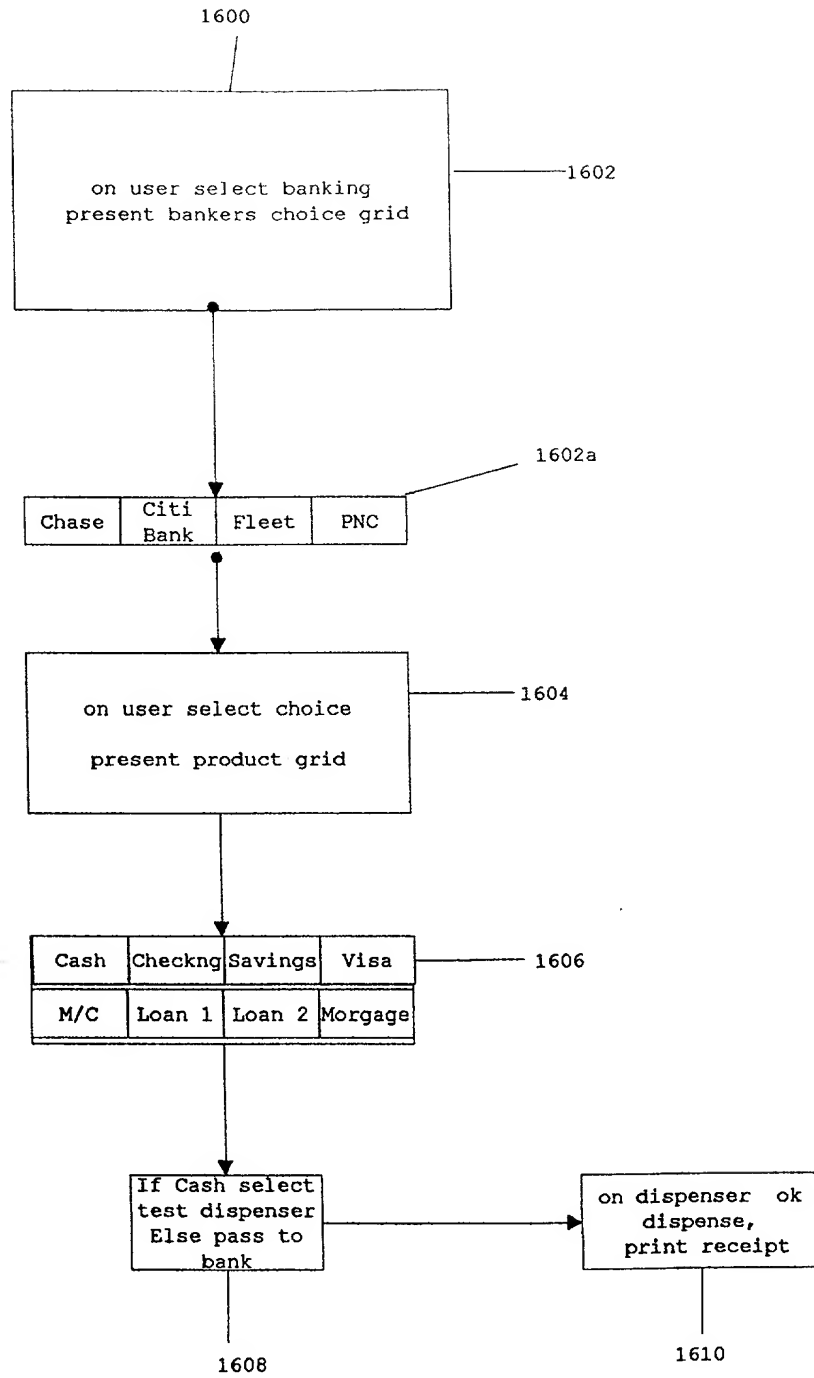 1600
on user select banking
present bankers choice grid
1602
1602a
Chase
Citi
Bank
Fleet
PNC
on user select choice
present product grid
1604
Cash
Checkng
Savings
Visa
1606
M/C
Loan 1
Loan 2
Morgage
If Cash select
test dispenser
Else pass to
bank
on dispenser ok
dispense,
print receipt
1608
1610